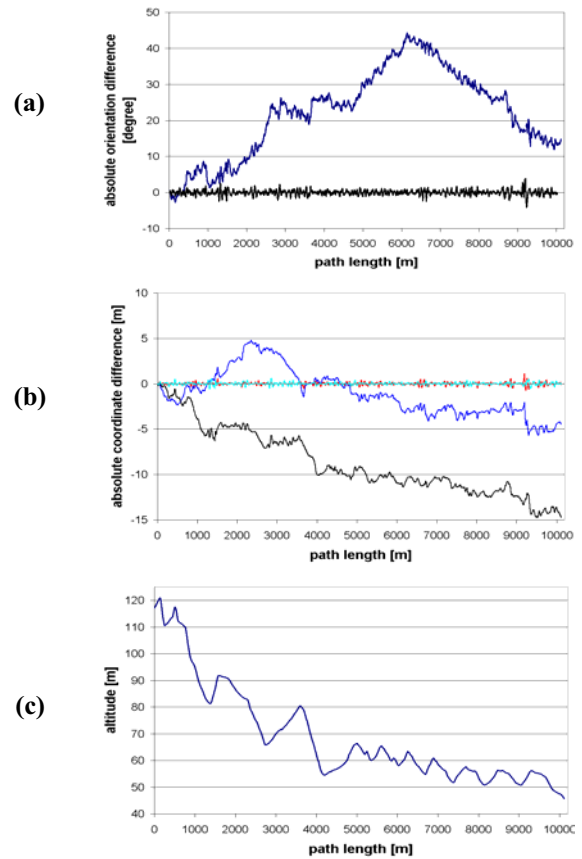 (a)
absolute orientation difference
[degree]
50
40
30
20
10
0
-10
0 1000 2000 3000 4000 5000 6000 7000 8000 9000 10000
path length [m]
(b)
absolute coordinate difference [m]
10
5
0
-5
-10
-15
0 1000 2000 3000 4000 5000 6000 7000 8000 9000 10000
path length [m]
(c)
altitude [m]
120
110
100
90
80
70
60
50
40
0 1000 2000 3000 4000 5000 6000 7000 8000 9000 10000
path length [m]